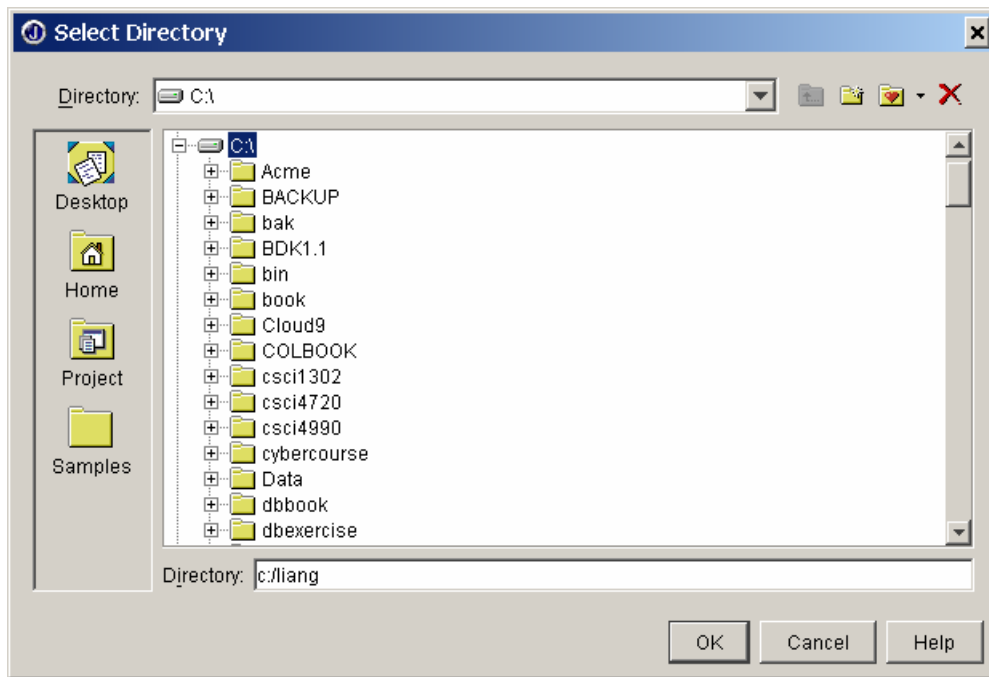 Select Directory
Directory: C:\
Desktop
Home
Project
Samples
C:\
Acme
BACKUP
bak
BDK1.1
bin
book
Cloud9
COLBOOK
csci1302
csci4720
csci4990
cybercourse
Data
dbbook
dbexercise
Directory: c:/liang
OK Cancel Help